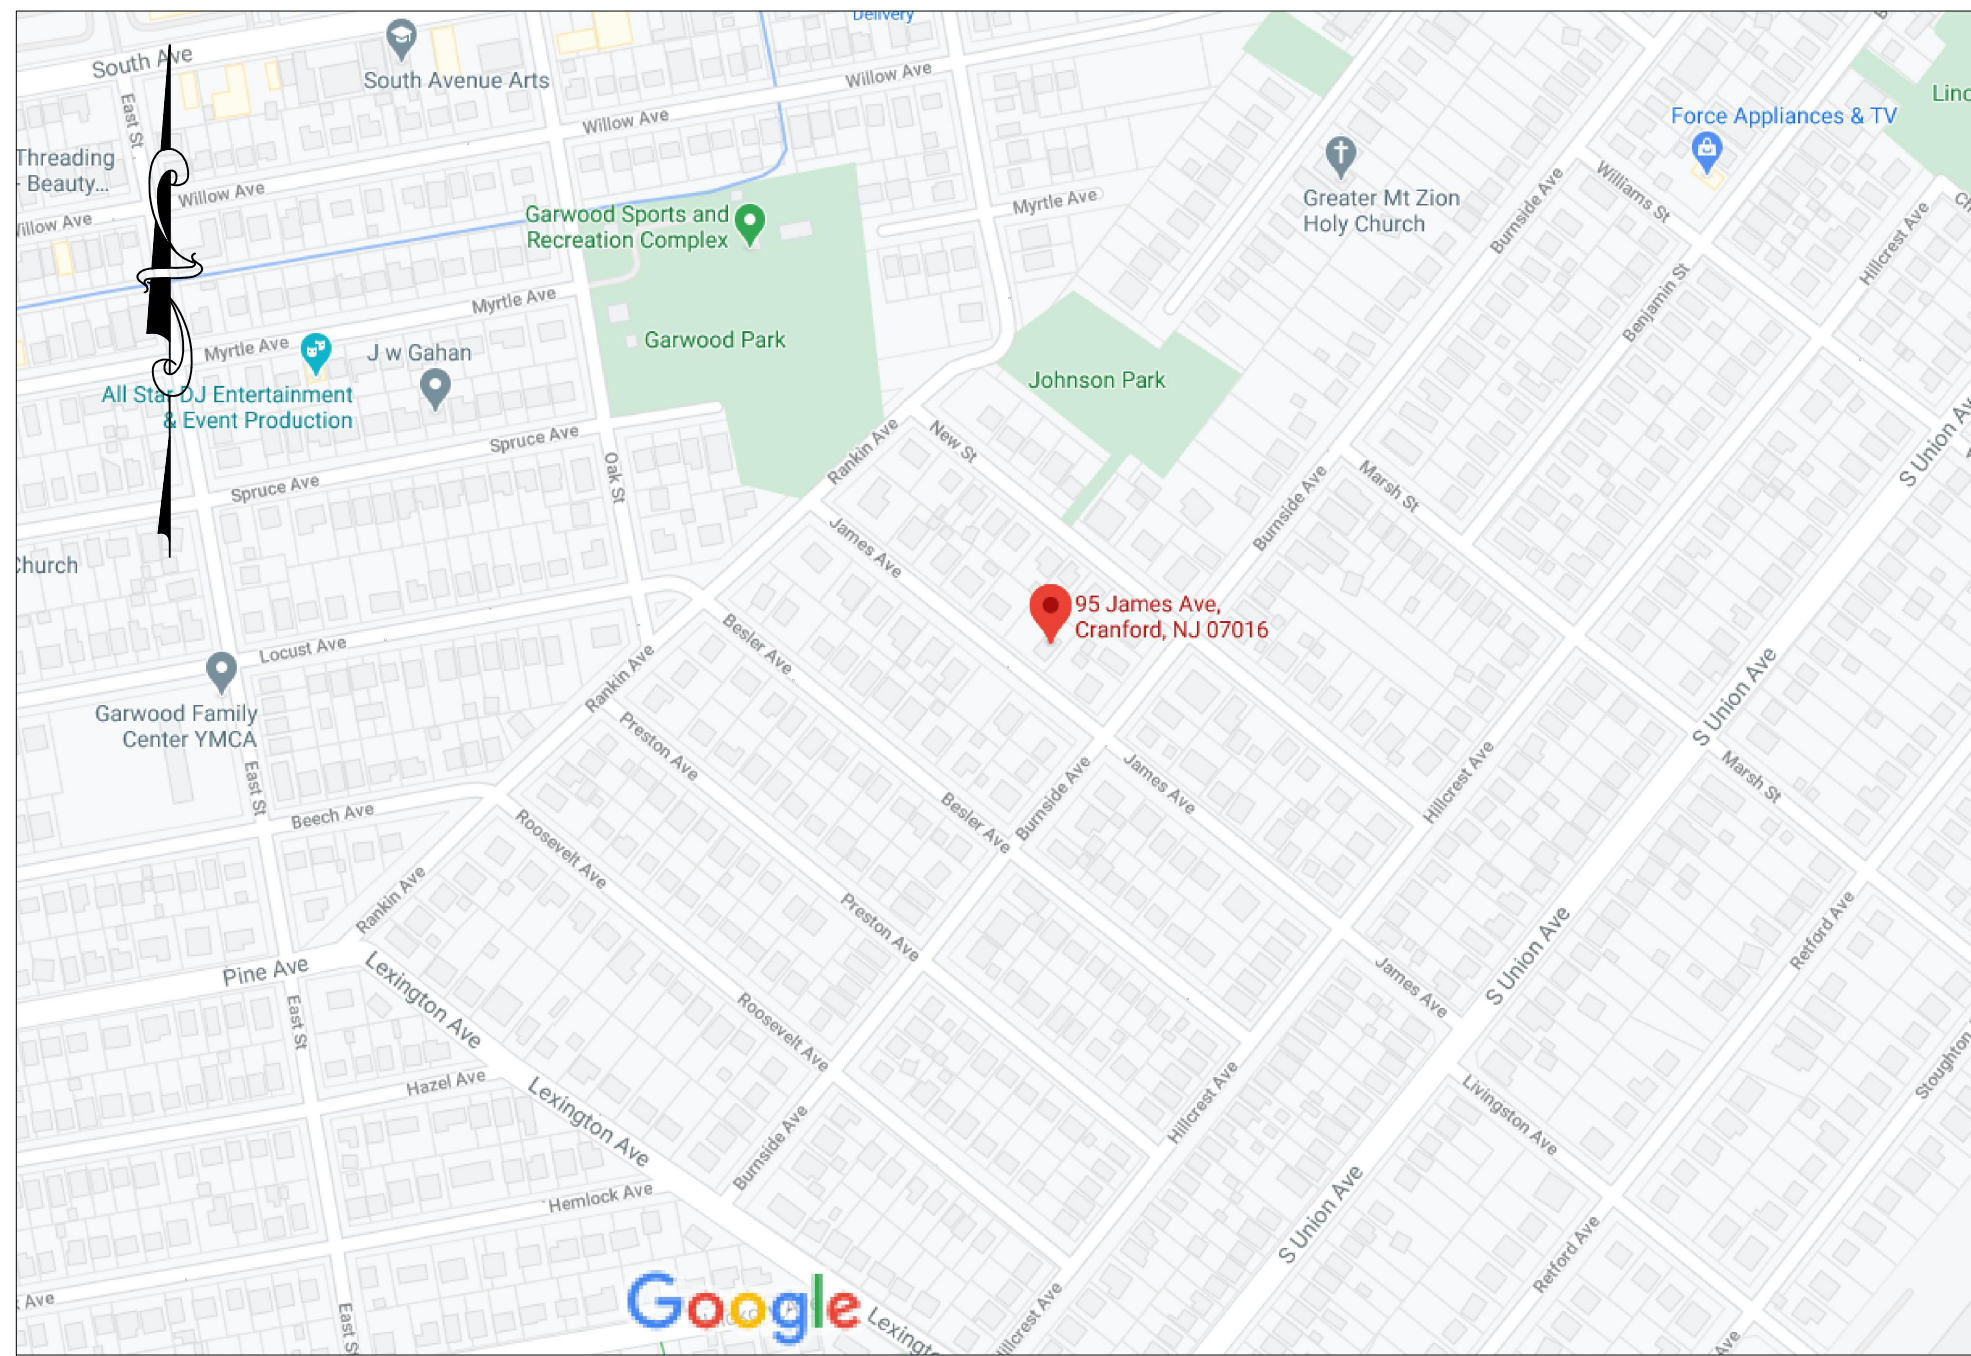 Delivery
South Ave
South Avenue Arts
Willow Ave
East St
Willow Ave
Linc
Force Appliances & TV
Threading
- Beauty...
Willow Ave
Willow Ave
Williams St
Burnside Ave
Greater Mt Zion
Holy Church
Myrtle Ave
Garwood Sports and
Recreation Complex
Hillcrest Ave
Myrtle Ave
Benjamin St
Myrtle Ave
J w Gahan
Garwood Park
Johnson Park
All Star DJ Entertainment
& Event Production
Spruce Ave
Rankin Ave
New St
S Union Av
Oak St
Spruce Ave
Marsh St
Burnside Ave
James Ave
Church
95 James Ave,
Cranford, NJ 07016
Besler Ave
Locust Ave
Rankin Ave
S Union Ave
Garwood Family
Center YMCA
Preston Ave
East St
James Ave
Marsh St
Hillcrest Ave
Burnside Ave
Besler Ave
Beech Ave
Roosevelt Ave
Rankin Ave
Preston Ave
Retford Ave
S Union Ave
Pine Ave
Lexington Ave
James Ave
East St
Roosevelt Ave
Stoughton
Hazel Ave
Lexington Ave
Hillcrest Ave
Livingston Ave
Burnside Ave
Hemlock Ave
S Union Ave
Retford Ave
Ave
East S
Google
Lexingt
Hillcrest Ave
Ave